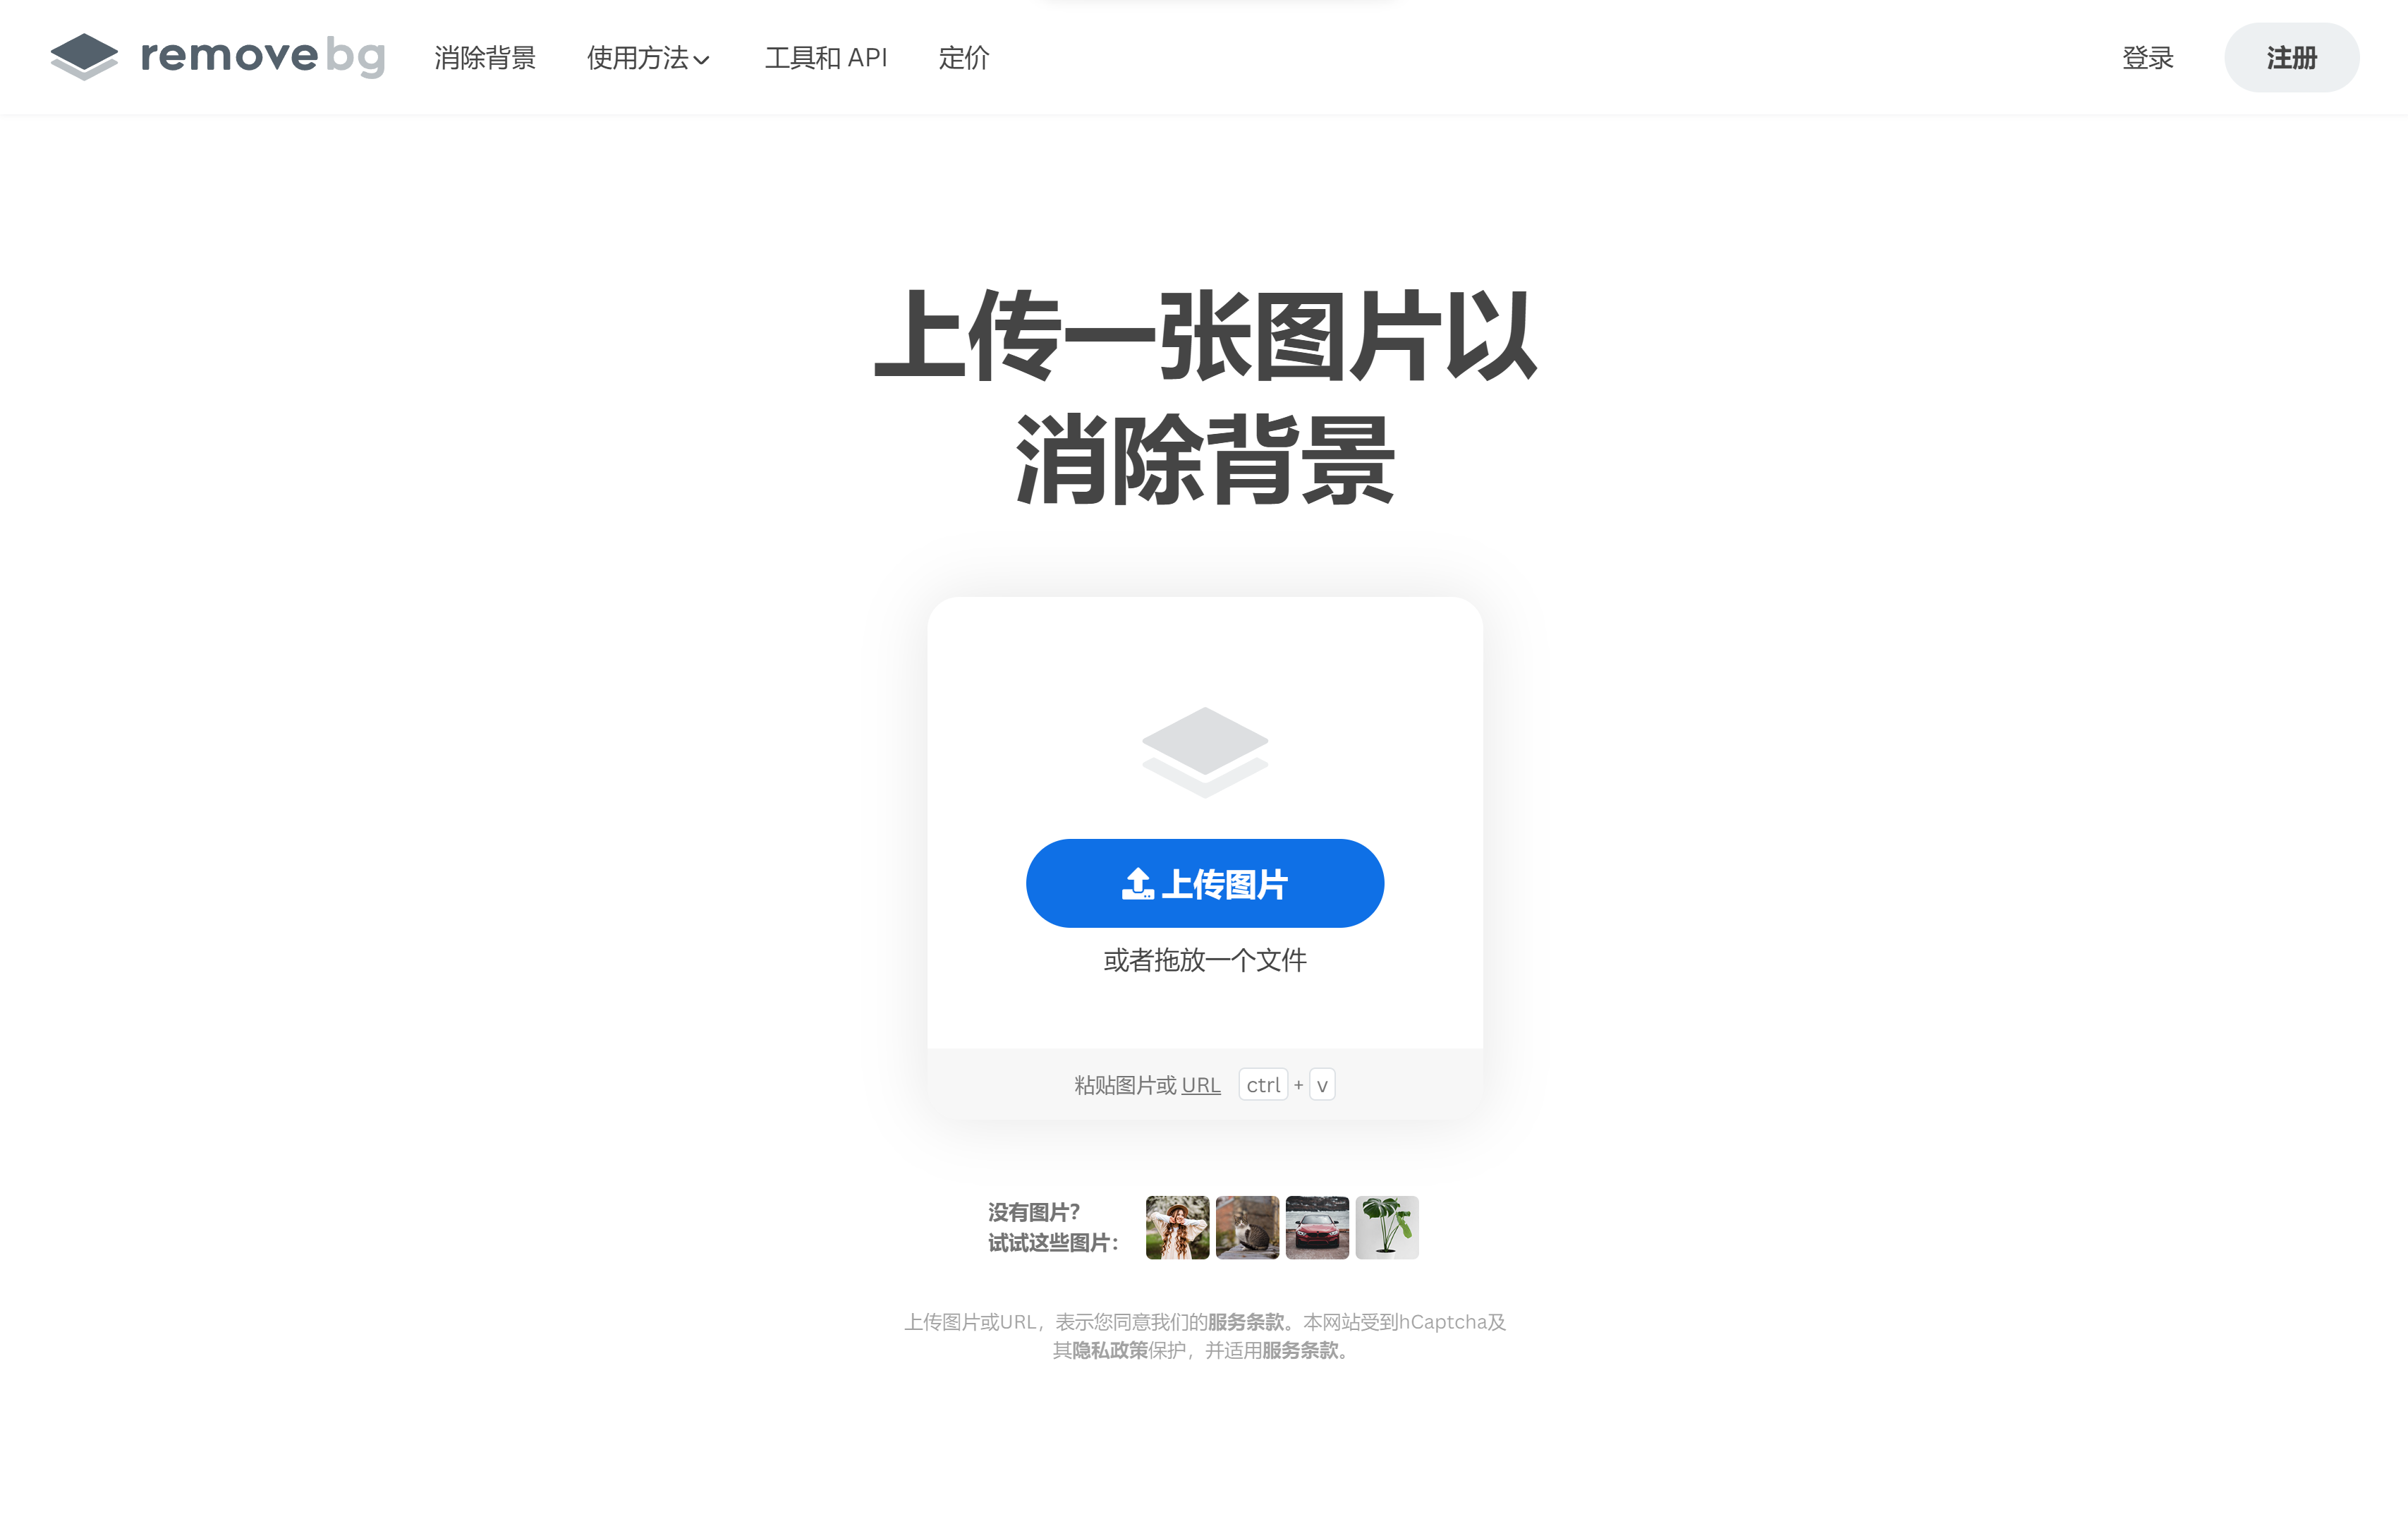 removebg
消除背景
使用方法
工具和 API
定价
登录
注册
上传一张图片以
消除背景
上传图片
或者拖放一个文件
粘贴图片或 URL ctrl + v
没有图片?
试试这些图片：
上传图片或URL，表示您同意我们的服务条款。本网站受到hCaptcha及
其隐私政策保护，并适用服务条款。